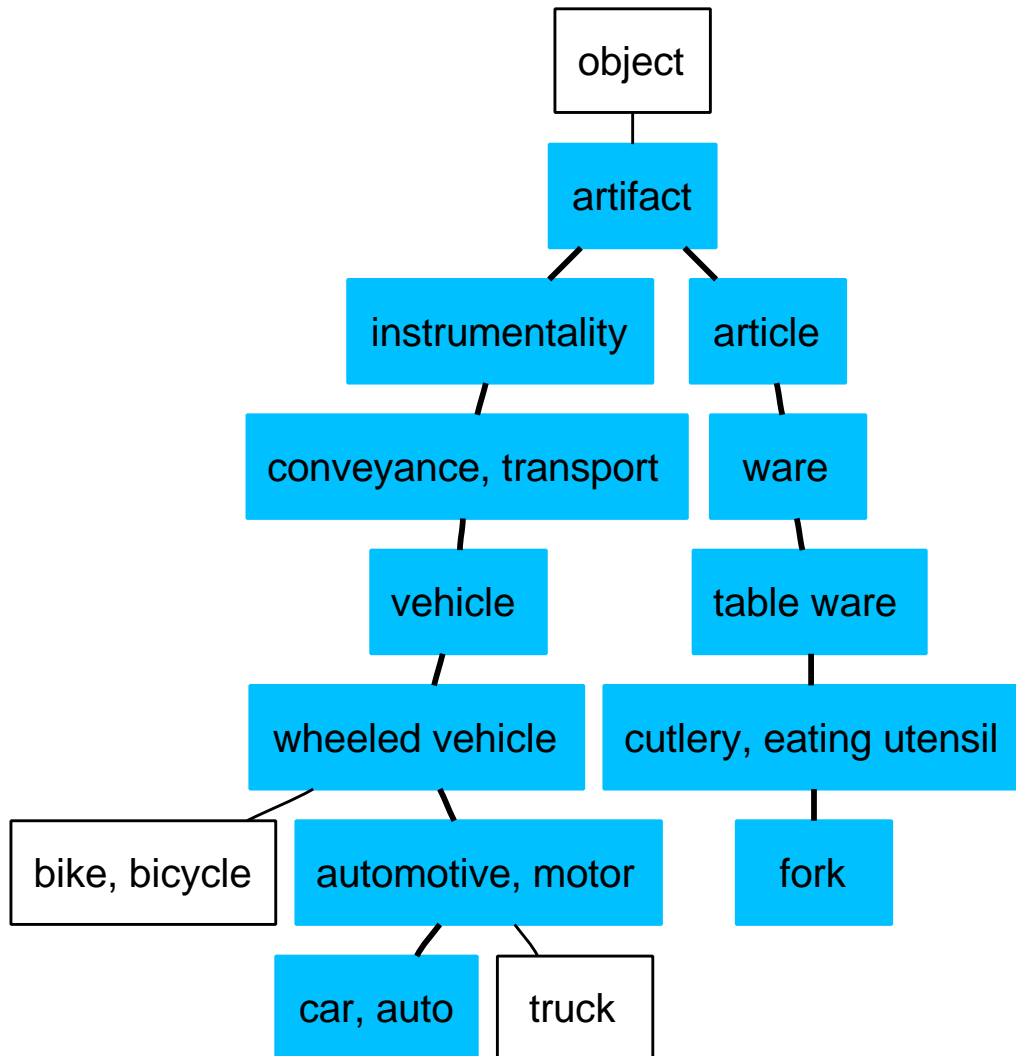 object
artifact
instrumentality
article
conveyance, transport
ware
vehicle
table ware
wheeled vehicle
cutlery, eating utensil
bike, bicycle
automotive, motor
fork
car, auto
truck